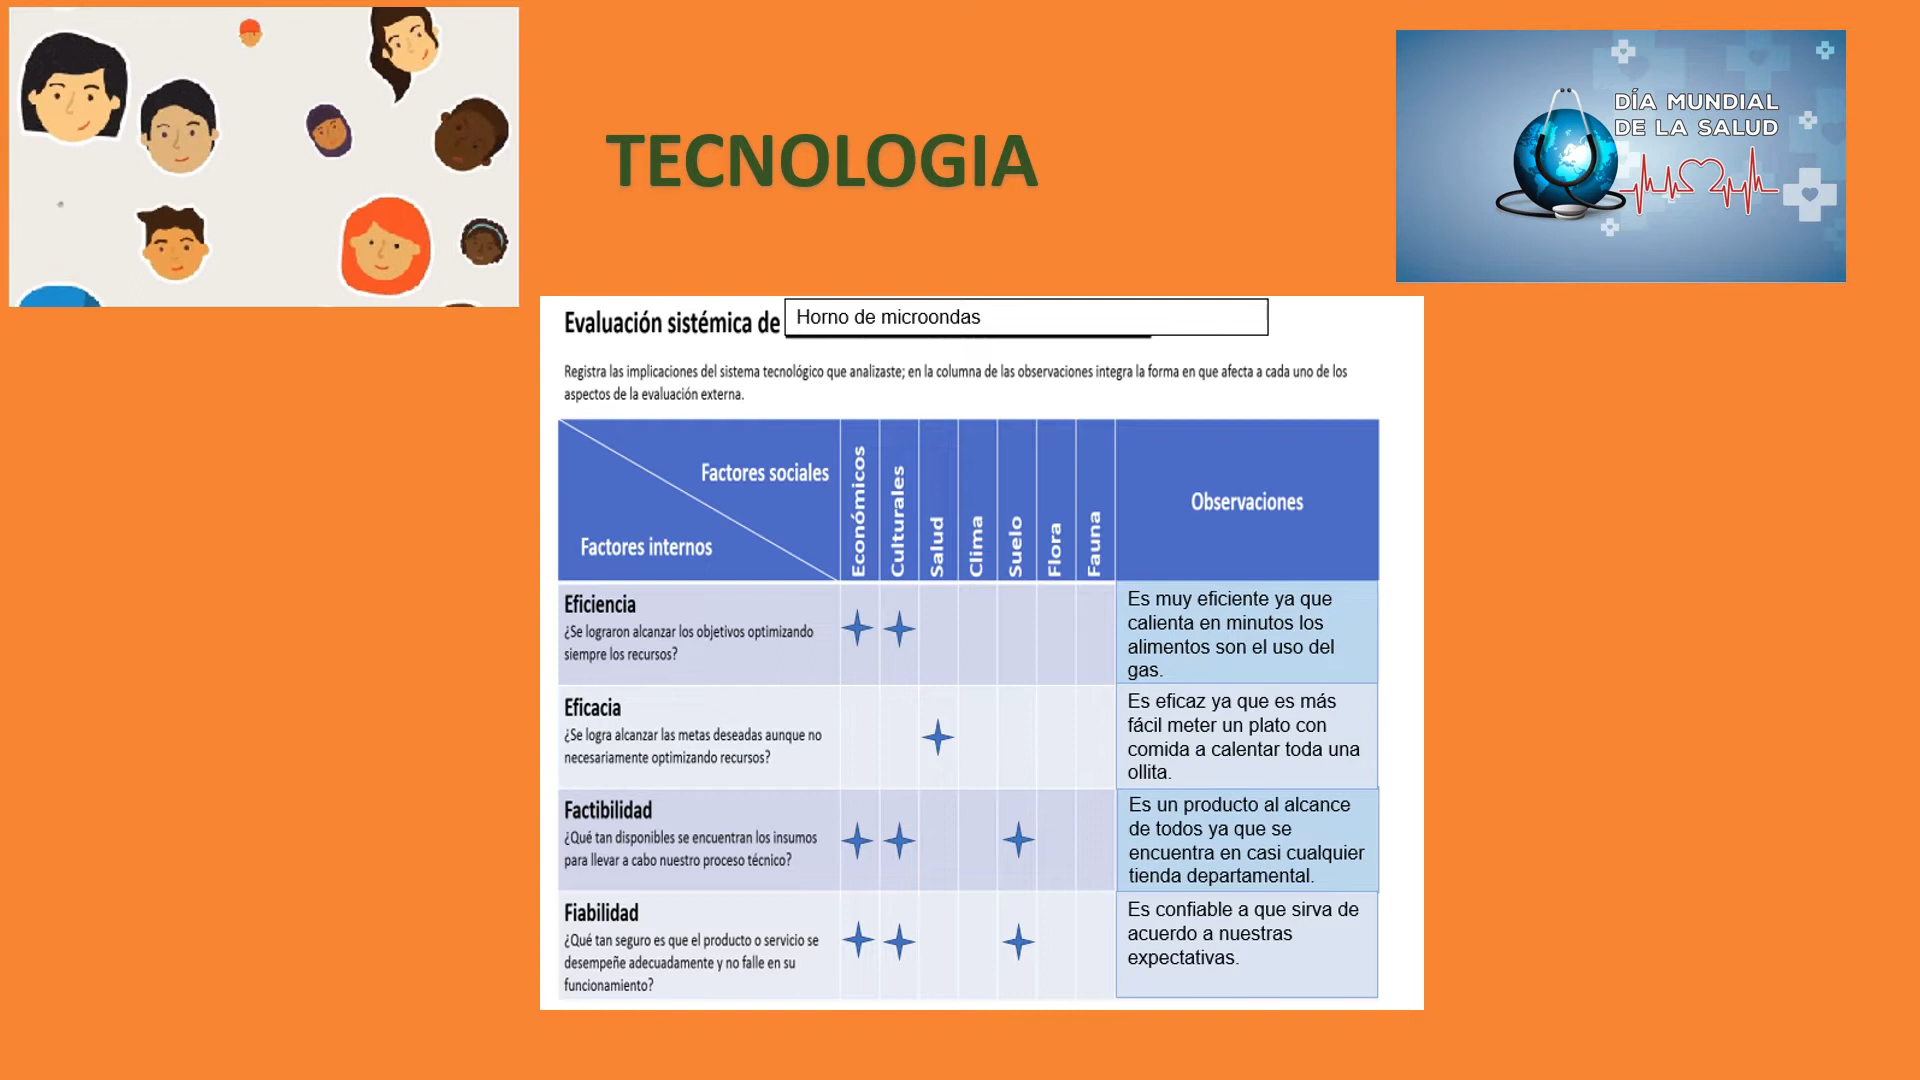 TECNOLOGIA
DÍA MUNDIAL
DE LA SALUD
Evaluación sistémica de Horno de microondas
Registra las implicaciones del sistema tecnológico que analizaste; en la columna de las observaciones integra la forma en que afecta a cada uno de los
aspectos de la evaluación externa.
Factores sociales
Factores internos
Económicos
Culturales
Salud
Clima
Suelo
Flora
Fauna
Observaciones
Eficiencia
¿Se lograron alcanzar los objetivos optimizando
siempre los recursos?
Es muy eficiente ya que
calienta en minutos los
alimentos son el uso del
gas.
Eficacia
¿Se logra alcanzar las metas deseadas aunque no
necesariamente optimizando recursos?
Es eficaz ya que es más
fácil meter un plato con
comida a calentar toda una
ollita.
Factibilidad
¿Qué tan disponibles se encuentran los insumos
para llevar a cabo nuestro proceso técnico?
Es un producto al alcance
de todos ya que se
encuentra en casi cualquier
tienda departamental.
Fiabilidad
¿Qué tan seguro es que el producto o servicio se
desempeñe adecuadamente y no falle en su
funcionamiento?
Es confiable a que sirva de
acuerdo a nuestras
expectativas.